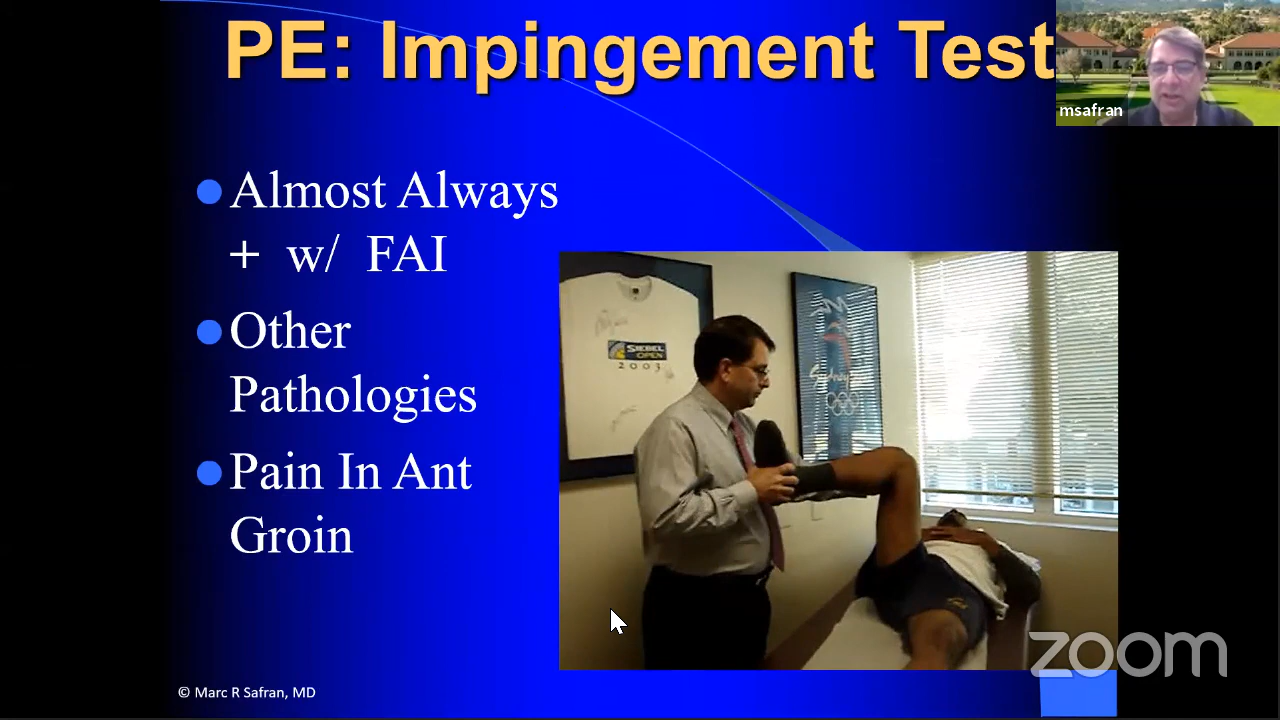 PE: Impingement Test
msafran
Almost Always
+ w/ FAI
Other
Pathologies
Pain In Ant
Groin
SIEBEL
OPEN
2003
Sydney
zoom
© Marc R Safran, MD